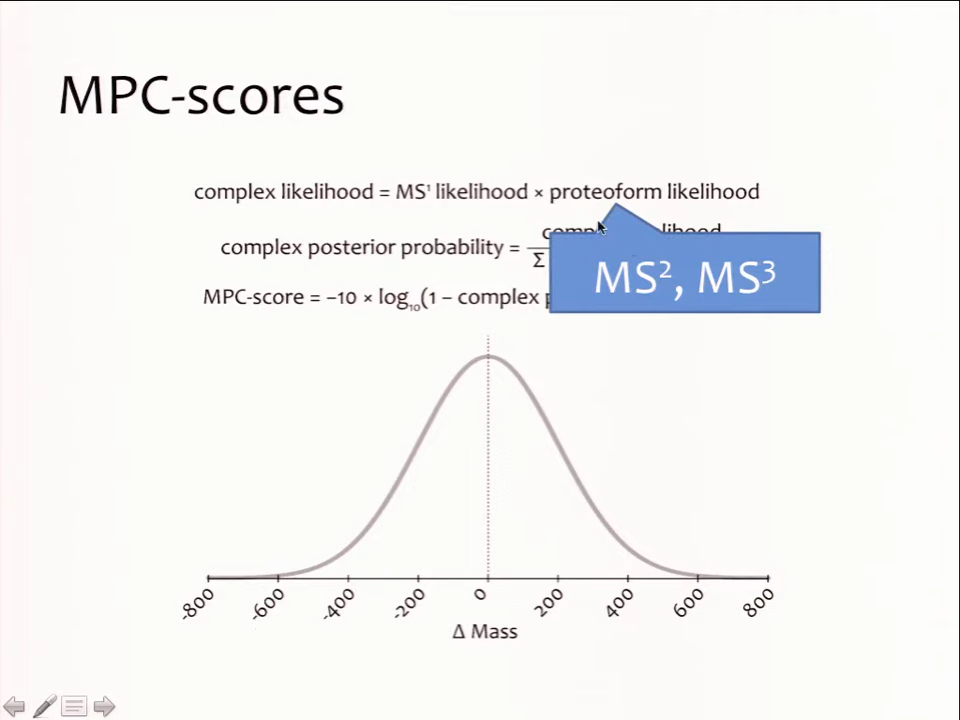 MPC-scores
complex likelihood = MS¹ likelihood × proteoform likelihood
complex posterior probability =
Σ
MPC-score = −10 × log₁₀(1 − complex
MS², MS³
-800 -600 -400 -200 0 200 400 600 800
Δ Mass